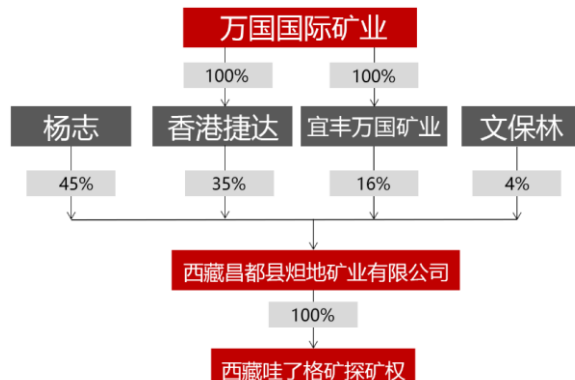 万国国际矿业
100% 100%
杨志 香港捷达 宜丰万国矿业 文保林
45% 35% 16% 4%
西藏昌都县炟地矿业有限公司
100%
西藏哇了格矿探矿权